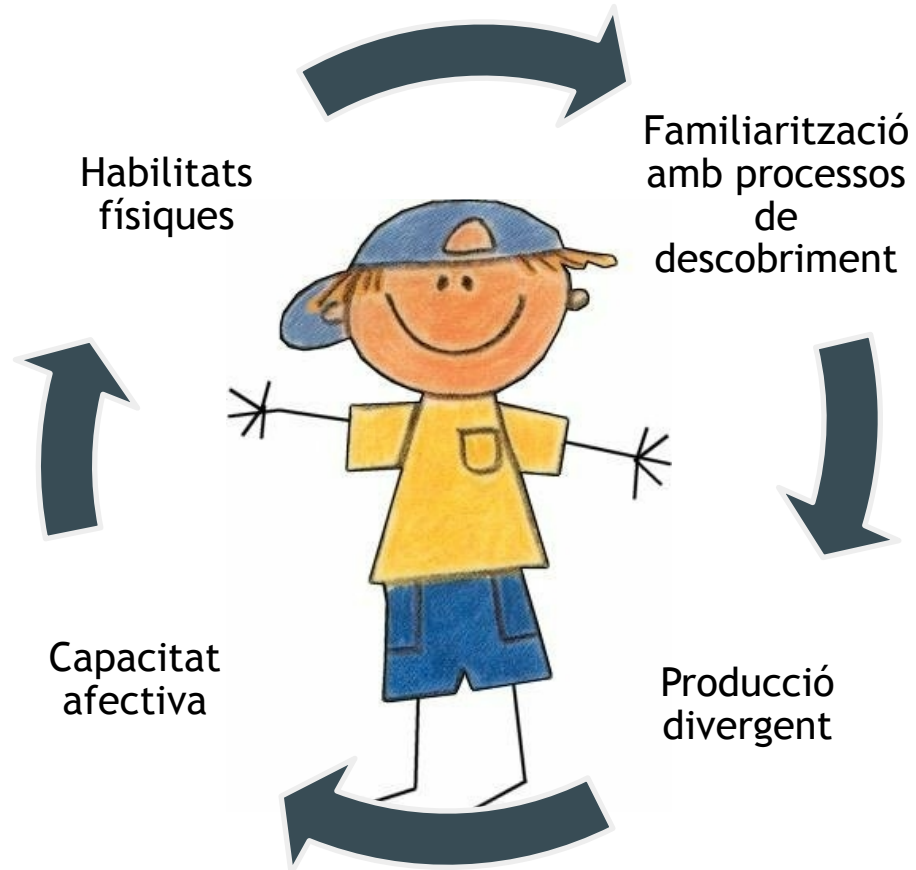 Habilitats
físiques
Familiarització
amb processos
de
descobriment
Producció
divergent
Capacitat
afectiva